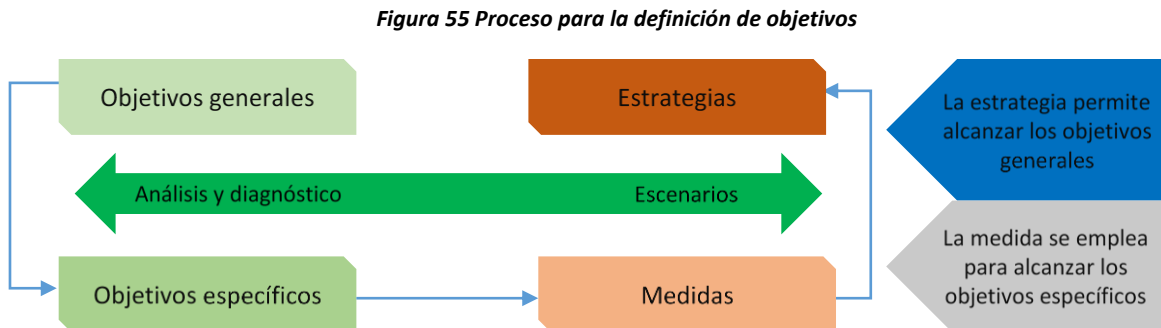 Figura 55 Proceso para la definición de objetivos
Objetivos generales
Estrategias
La estrategia permite
alcanzar los objetivos
generales
Análisis y diagnóstico
Escenarios
La medida se emplea
para alcanzar los
objetivos específicos
Objetivos específicos
Medidas